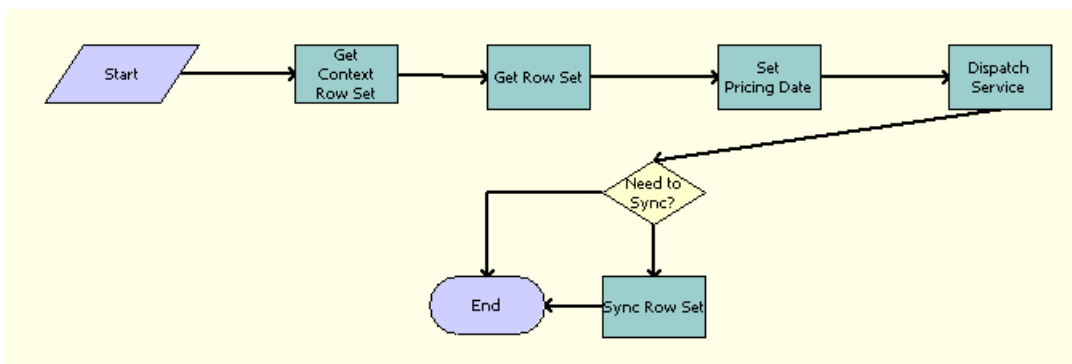 Start
Get
Context
Row Set
Get Row Set
Set
Pricing Date
Dispatch
Service
Need to
Sync?
End
Sync Row Set